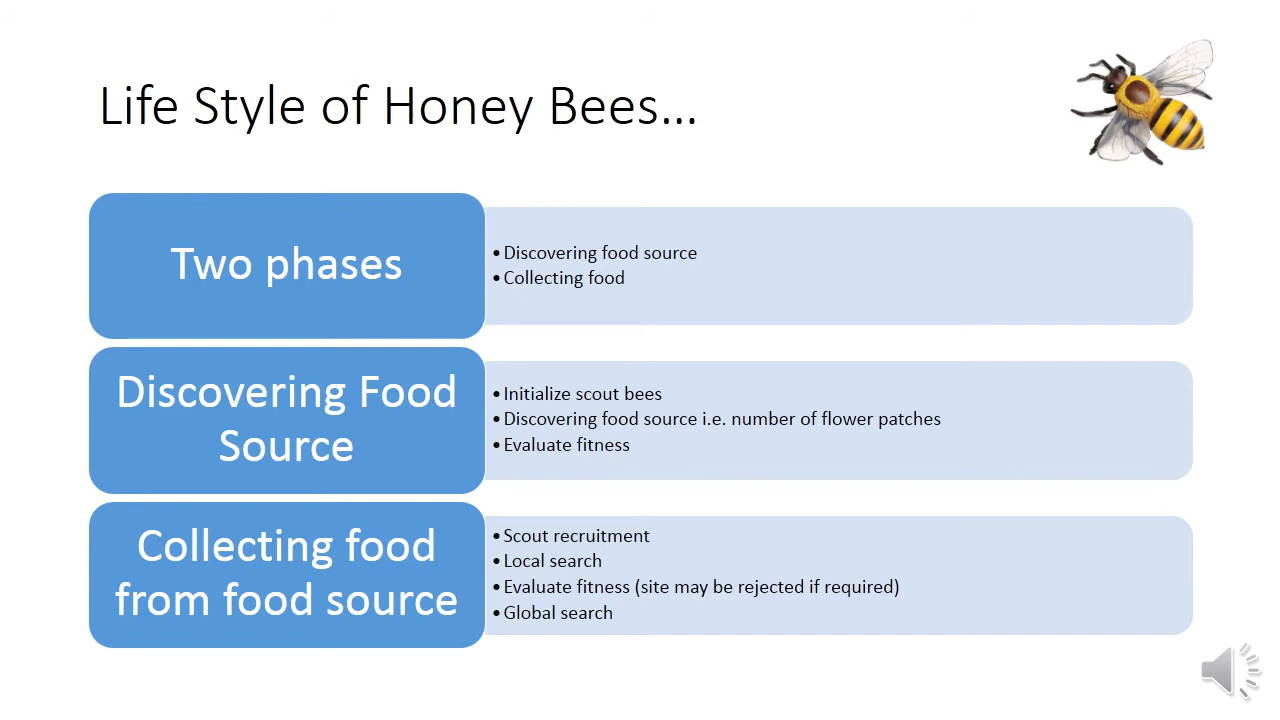 Life Style of Honey Bees...
Two phases
• Discovering food source
• Collecting food
Discovering Food
Source
• Initialize scout bees
• Discovering food source i.e. number of flower patches
• Evaluate fitness
Collecting food
from food source
• Scout recruitment
• Local search
• Evaluate fitness (site may be rejected if required)
• Global search